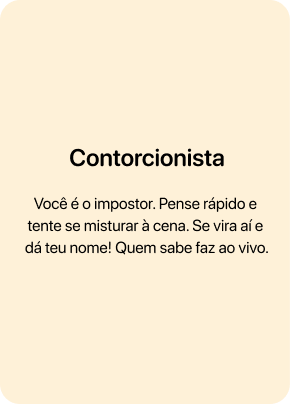 Contorcionista
Você é o impostor. Pense rápido e
tente se misturar à cena. Se vira aí e
dá teu nome! Quem sabe faz ao vivo.